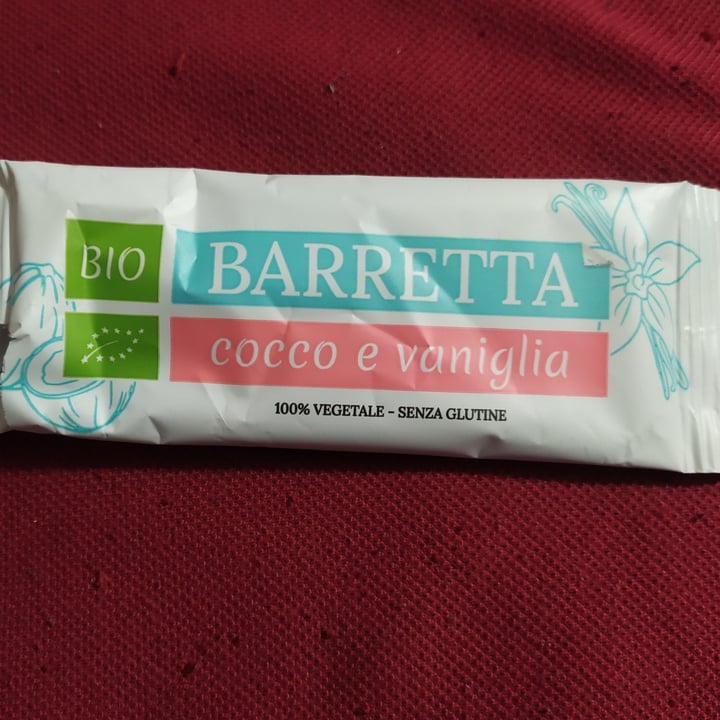 BIO
BARRETTA
cocco e vaniglia
100% VEGETALE - SENZA GLUTINE